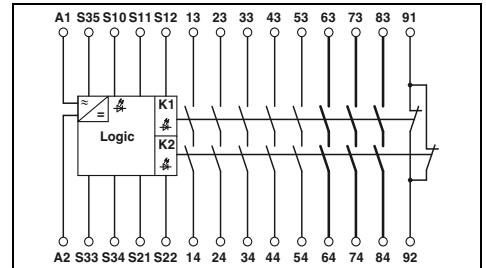 A1 S35 S10 S11 S12 13 23 33 43 53 63 73 83 91
≈
=
K1
Logic
K2
A2 S33 S34 S21 S22 14 24 34 44 54 64 74 84 92